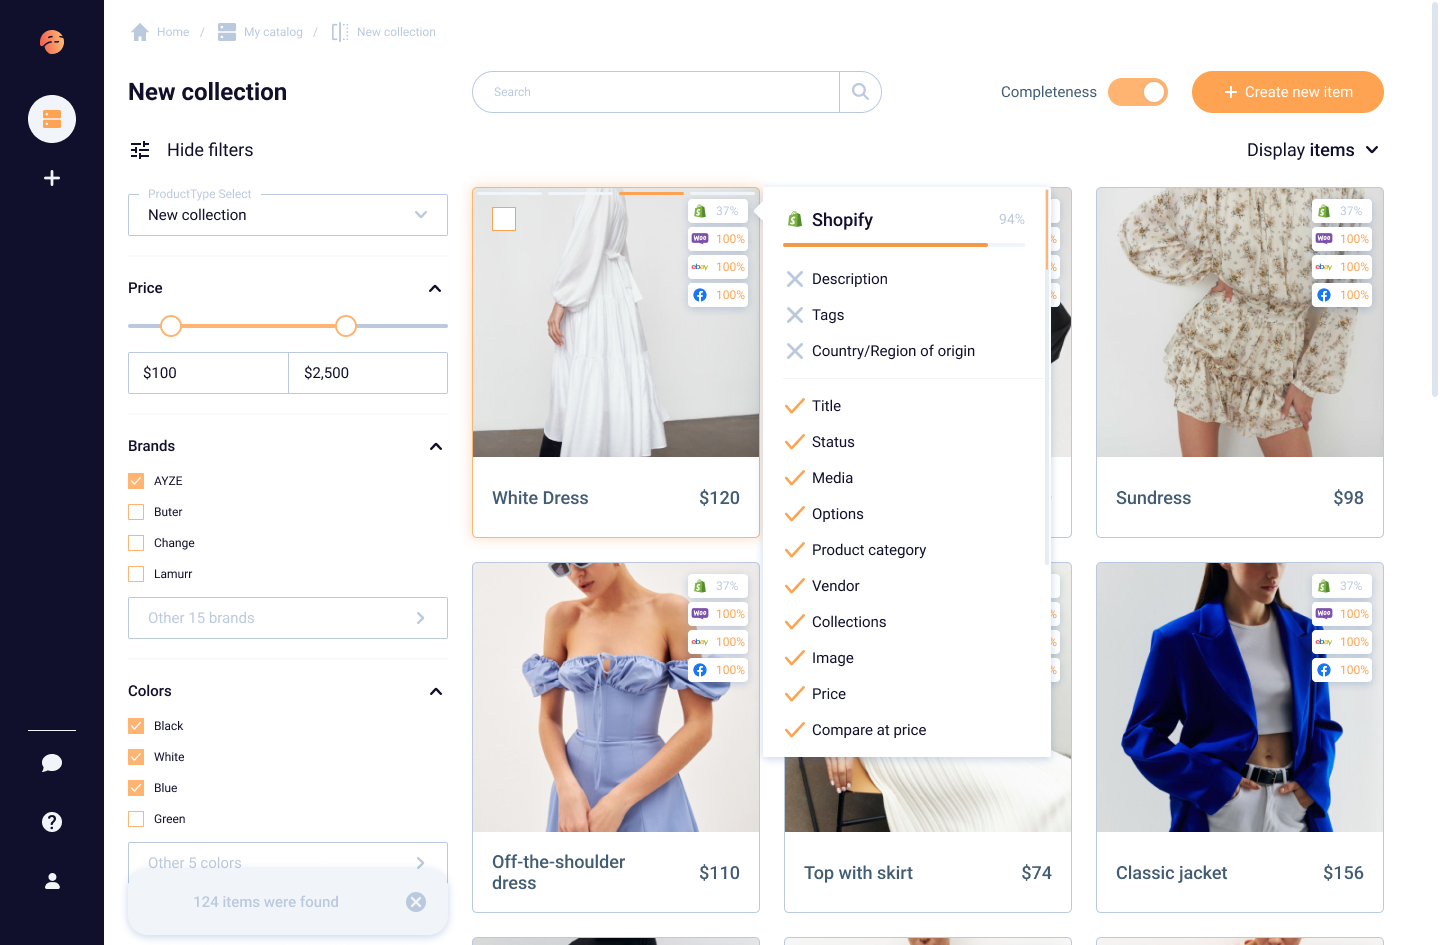 Home / My catalog / New collection
New collection
Search
Completeness
Create new item
Hide filters
Display items
ProductType Select
New collection
Price
$100
$2,500
Brands
AYZE
Buter
Change
Lamurr
Other 15 brands
Colors
Black
White
Blue
Green
Other 5 colors
124 items were found
37%
Woo 100%
ebay 100%
100%
White Dress $120
Shopify 94%
Description
Tags
Country/Region of origin
Title
Status
Media
Options
Product category
Vendor
Collections
Image
Price
Compare at price
37%
Woo 100%
ebay 100%
100%
Sundress $98
37%
Woo 100%
ebay 100%
100%
Off-the-shoulder
dress
$110
Top with skirt $74
37%
Woo 100%
ebay 100%
100%
Classic jacket $156